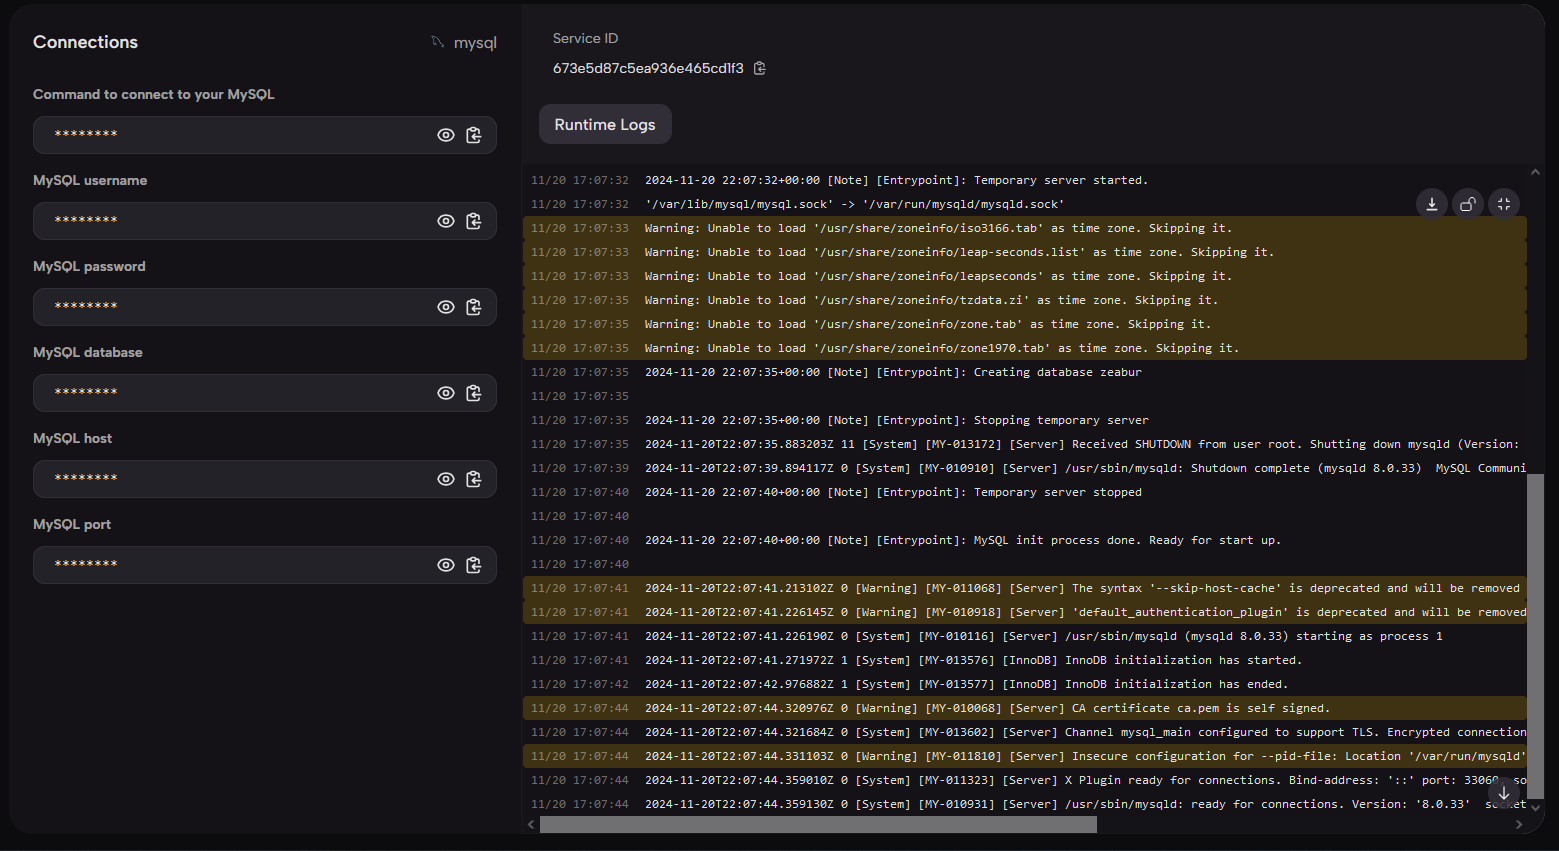 Connections
mysql
Command to connect to your MySQL
********
MySQL username
********
MySQL password
********
MySQL database
********
MySQL host
********
MySQL port
********
Service ID
673e5d87c5ea936e465cd1f3
Runtime Logs
11/20 17:07:32 2024-11-20 22:07:32+00:00 [Note] [Entrypoint]: Temporary server started.
11/20 17:07:32 '/var/lib/mysql/mysql.sock' -> '/var/run/mysqld/mysqld.sock'
11/20 17:07:33 Warning: Unable to load '/usr/share/zoneinfo/iso3166.tab' as time zone. Skipping it.
11/20 17:07:33 Warning: Unable to load '/usr/share/zoneinfo/leap-seconds.list' as time zone. Skipping it.
11/20 17:07:33 Warning: Unable to load '/usr/share/zoneinfo/leapseconds' as time zone. Skipping it.
11/20 17:07:35 Warning: Unable to load '/usr/share/zoneinfo/tzdata.zi' as time zone. Skipping it.
11/20 17:07:35 Warning: Unable to load '/usr/share/zoneinfo/zone.tab' as time zone. Skipping it.
11/20 17:07:35 Warning: Unable to load '/usr/share/zoneinfo/zone1970.tab' as time zone. Skipping it.
11/20 17:07:35 2024-11-20 22:07:35+00:00 [Note] [Entrypoint]: Creating database zeabur
11/20 17:07:35
11/20 17:07:35 2024-11-20 22:07:35+00:00 [Note] [Entrypoint]: Stopping temporary server
11/20 17:07:35 2024-11-20T22:07:35.883203Z 11 [System] [MY-013172] [Server] Received SHUTDOWN from user root. Shutting down mysqld (Version:
11/20 17:07:39 2024-11-20T22:07:39.894117Z 0 [System] [MY-010910] [Server] /usr/sbin/mysqld: Shutdown complete (mysqld 8.0.33)  MySQL Communi
11/20 17:07:40 2024-11-20 22:07:40+00:00 [Note] [Entrypoint]: Temporary server stopped
11/20 17:07:40
11/20 17:07:40 2024-11-20 22:07:40+00:00 [Note] [Entrypoint]: MySQL init process done. Ready for start up.
11/20 17:07:40
11/20 17:07:41 2024-11-20T22:07:41.213102Z 0 [Warning] [MY-011068] [Server] The syntax '--skip-host-cache' is deprecated and will be removed
11/20 17:07:41 2024-11-20T22:07:41.226145Z 0 [Warning] [MY-010918] [Server] 'default_authentication_plugin' is deprecated and will be removed
11/20 17:07:41 2024-11-20T22:07:41.226190Z 0 [System] [MY-010116] [Server] /usr/sbin/mysqld (mysqld 8.0.33) starting as process 1
11/20 17:07:41 2024-11-20T22:07:41.271972Z 1 [System] [MY-013576] [InnoDB] InnoDB initialization has started.
11/20 17:07:42 2024-11-20T22:07:42.976882Z 1 [System] [MY-013577] [InnoDB] InnoDB initialization has ended.
11/20 17:07:44 2024-11-20T22:07:44.320976Z 0 [Warning] [MY-010068] [Server] CA certificate ca.pem is self signed.
11/20 17:07:44 2024-11-20T22:07:44.321684Z 0 [System] [MY-013602] [Server] Channel mysql_main configured to support TLS. Encrypted connection
11/20 17:07:44 2024-11-20T22:07:44.331103Z 0 [Warning] [MY-011810] [Server] Insecure configuration for --pid-file: Location '/var/run/mysqld'
11/20 17:07:44 2024-11-20T22:07:44.359010Z 0 [System] [MY-011323] [Server] X Plugin ready for connections. Bind-address: '::' port: 33060, so
11/20 17:07:44 2024-11-20T22:07:44.359130Z 0 [System] [MY-010931] [Server] /usr/sbin/mysqld: ready for connections. Version: '8.0.33'  socket